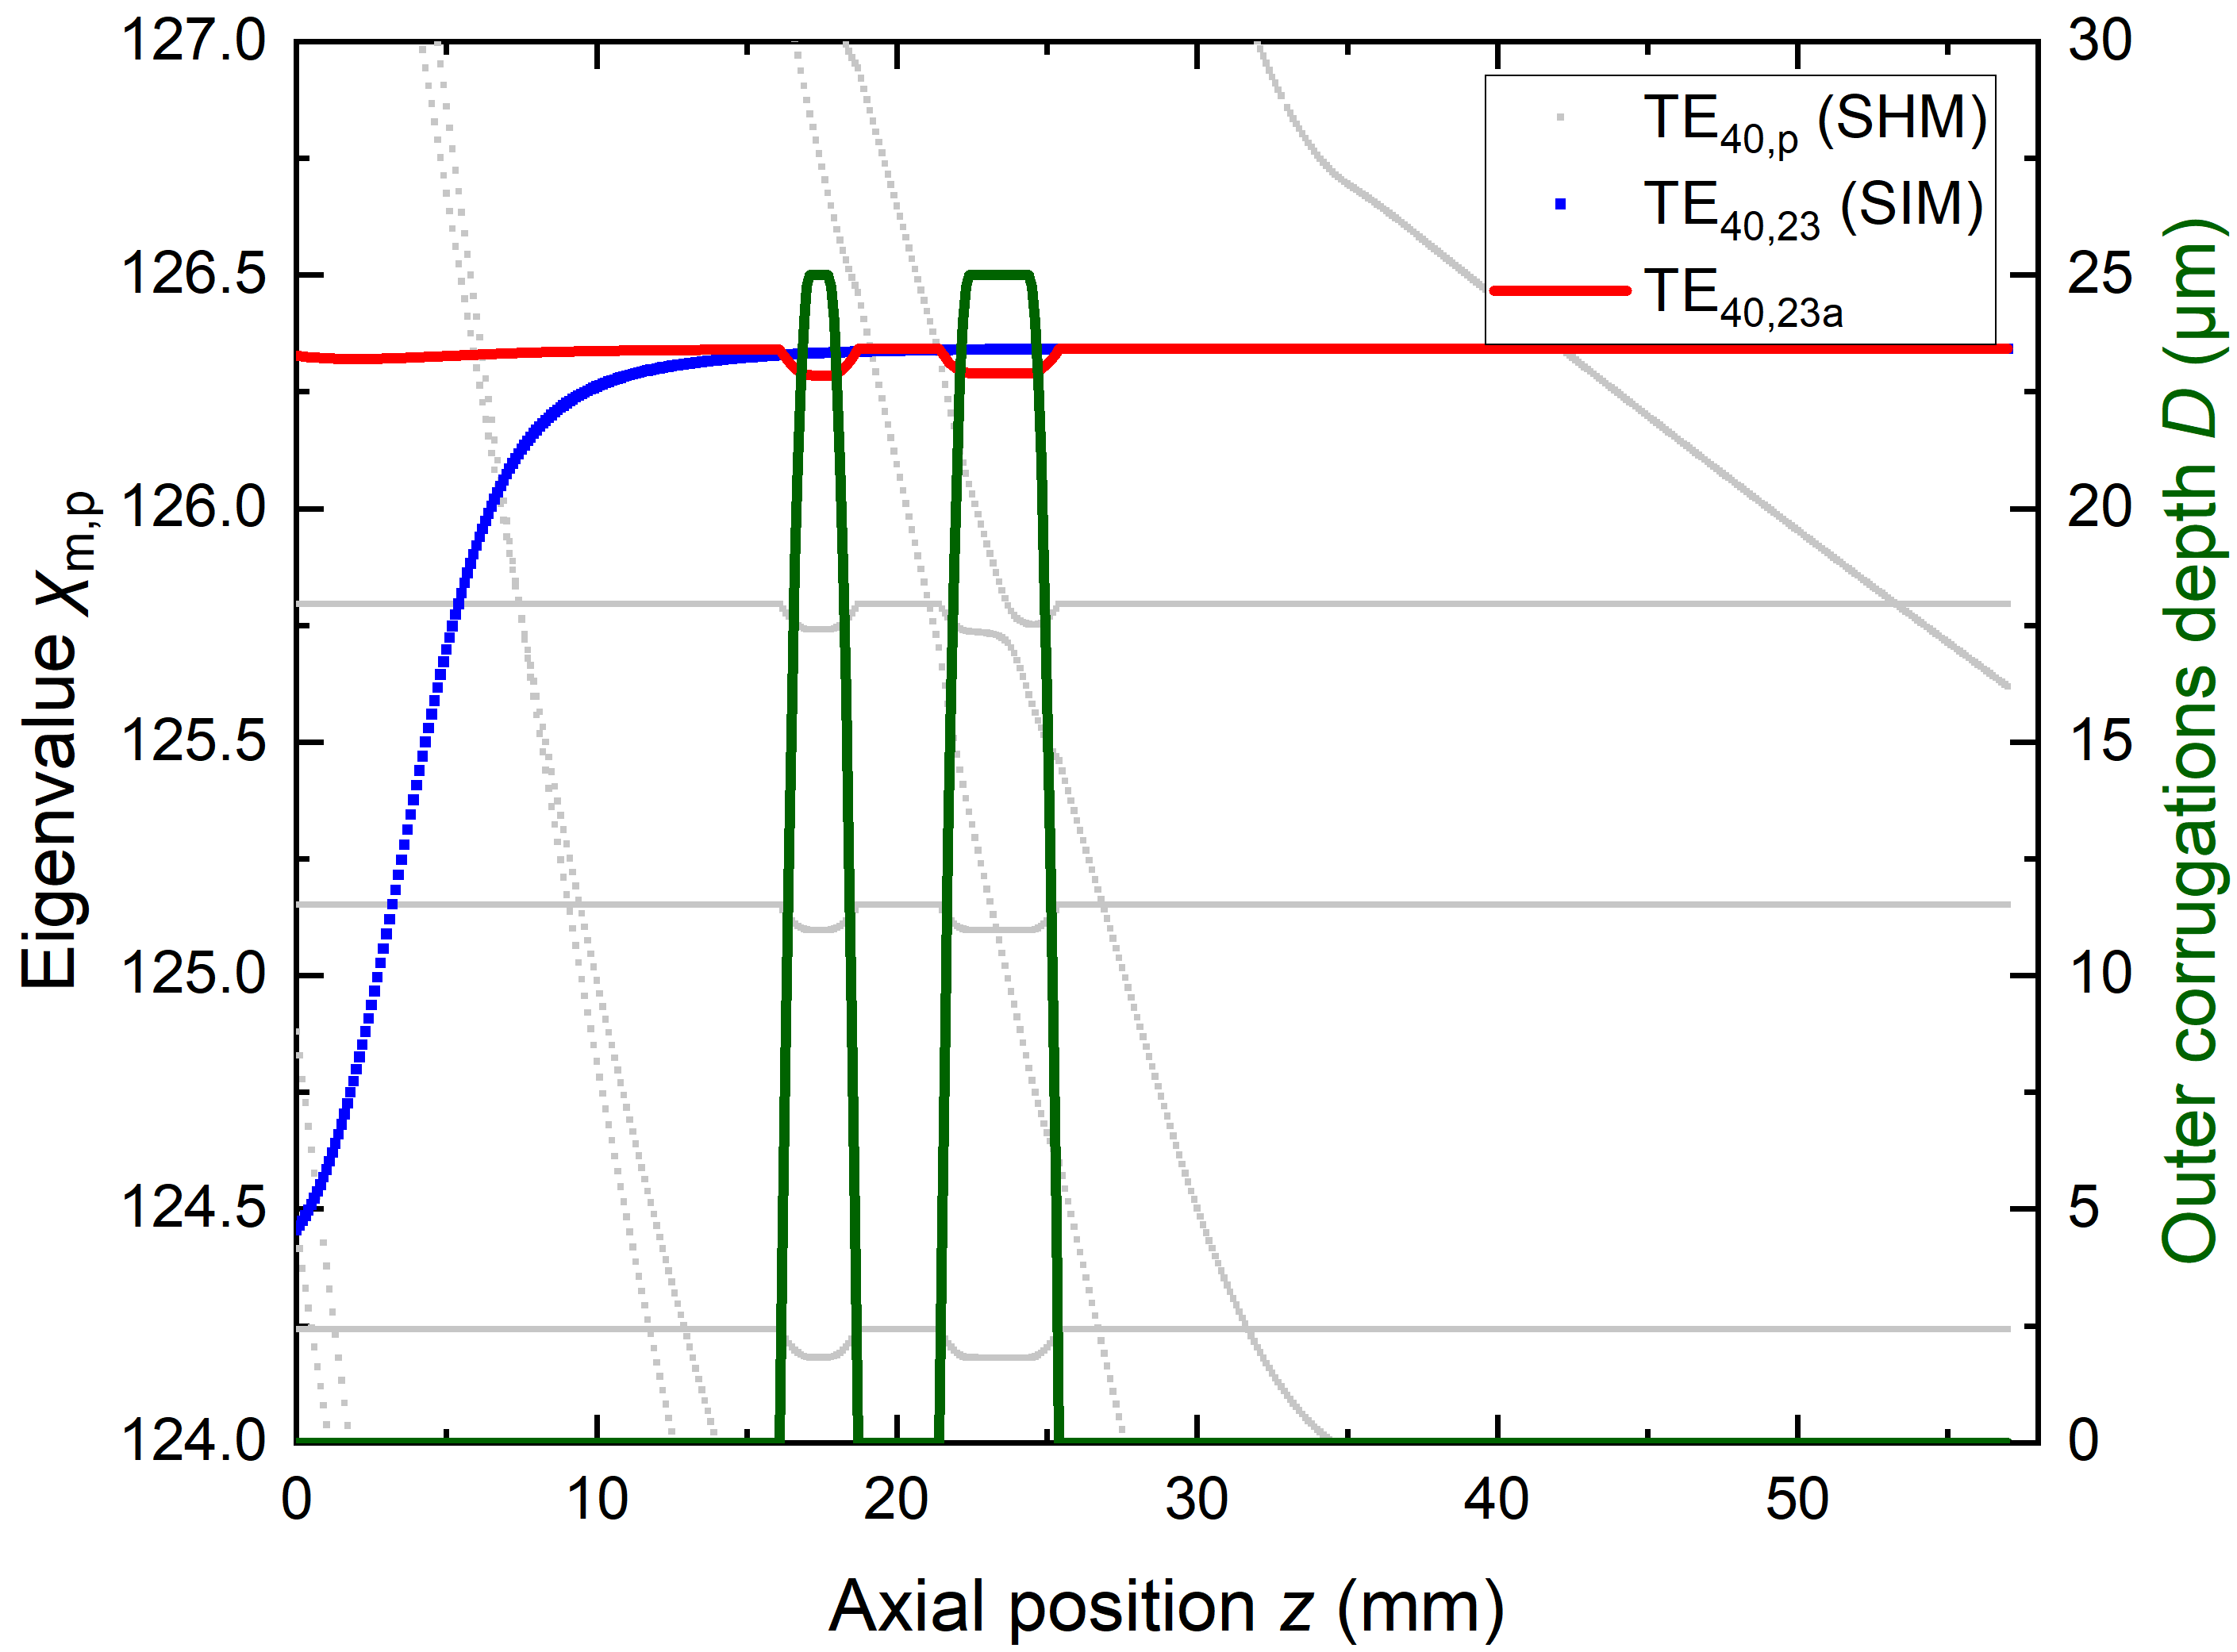 127.0
126.5
126.0
125.5
125.0
124.5
124.0
Eigenvalue χm,p
0 10 20 30 40 50
Axial position z (mm)
30
25
20
15
10
5
0
Outer corrugations depth D (μm)
TE40,p (SHM)
TE40,23 (SIM)
TE40,23a